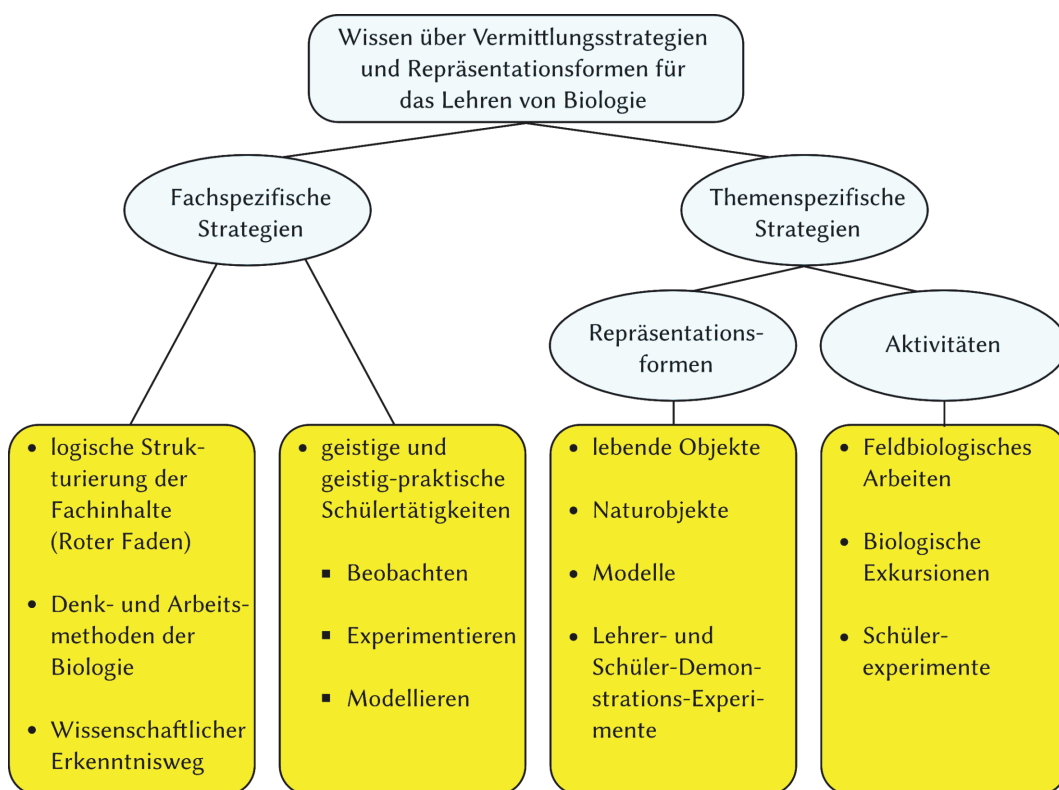 Wissen über Vermittlungsstrategien
und Repräsentationsformen für
das Lehren von Biologie
Fachspezifische
Strategien
Themenspezifische
Strategien
Repräsentations-
formen
Aktivitäten
• logische Struk-
turierung der
Fachinhalte
(Roter Faden)
• Denk- und Arbeits-
methoden der
Biologie
• Wissenschaftlicher
Erkenntnisweg
• geistige und
geistig-praktische
Schülertätigkeiten
▪ Beobachten
▪ Experimentieren
▪ Modellieren
• lebende Objekte
• Naturobjekte
• Modelle
• Lehrer- und
Schüler-Demon-
strations-Experi-
mente
• Feldbiologisches
Arbeiten
• Biologische
Exkursionen
• Schüler-
experimente